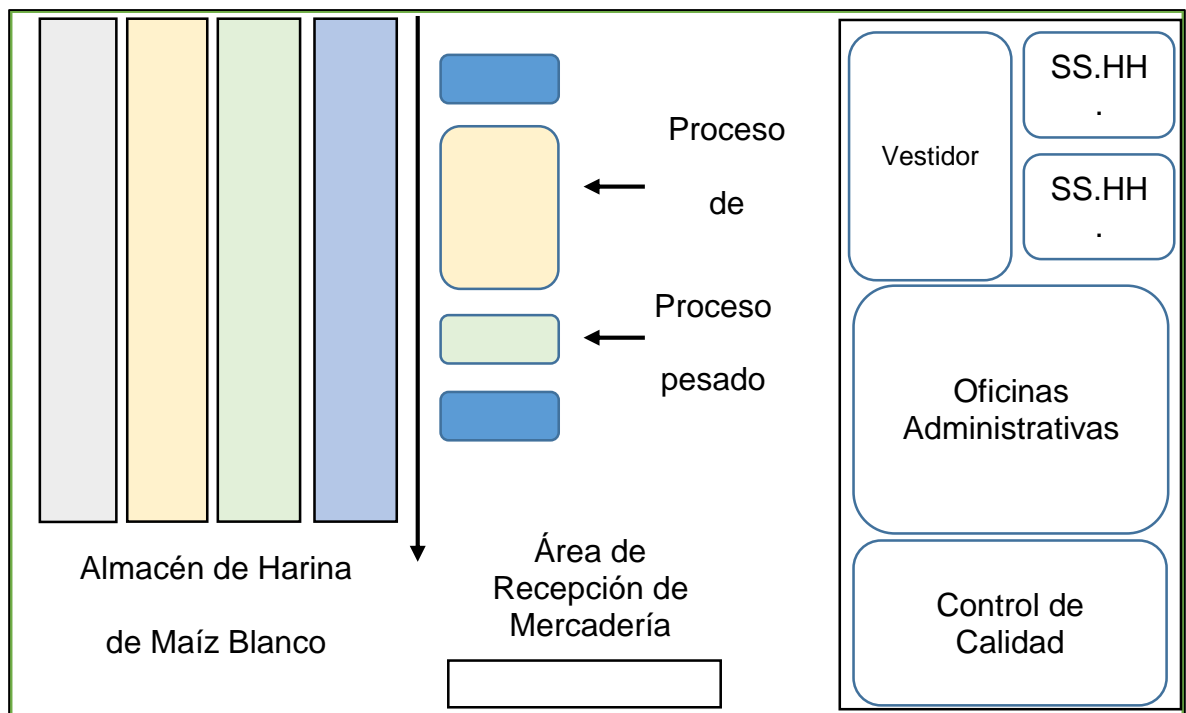 Proceso
de
Proceso
pesado
Vestidor
SS.HH
.
SS.HH
.
Oficinas
Administrativas
Control de
Calidad
Almacén de Harina
de Maíz Blanco
Área de
Recepción de
Mercadería